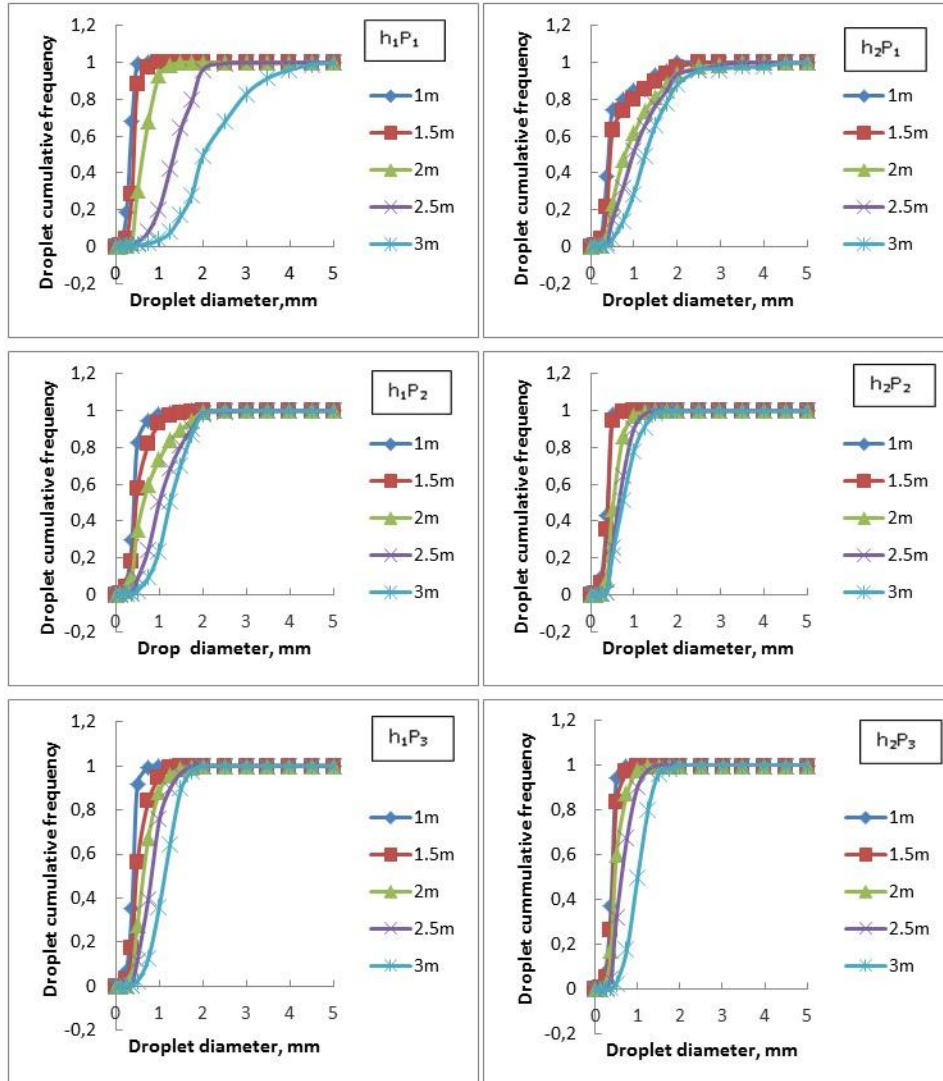 h₁P₁
Droplet cumulative frequency
1,2
1
0,8
0,6
0,4
0,2
0
-0,2
0 1 2 3 4 5
Droplet diameter,mm
1m
1.5m
2m
2.5m
3m
h₂P₁
Droplet cumulative frequency
1,2
1
0,8
0,6
0,4
0,2
0
-0,2
0 1 2 3 4 5
Droplet diameter, mm
1m
1.5m
2m
2.5m
3m
h₁P₂
Droplet cumulative frequency
1,2
1
0,8
0,6
0,4
0,2
0
-0,2
0 1 2 3 4 5
Drop diameter, mm
1m
1.5m
2m
2.5m
3m
h₂P₂
Droplet cumulative frequency
1,2
1
0,8
0,6
0,4
0,2
0
-0,2
0 1 2 3 4 5
Droplet diameter, mm
1m
1.5m
2m
2.5m
3m
h₁P₃
Droplet cumulative frequency
1,2
1
0,8
0,6
0,4
0,2
0
-0,2
0 1 2 3 4 5
Droplet diameter, mm
1m
1.5m
2m
2.5m
3m
h₂P₃
Droplet cummulative frequency
1,2
1
0,8
0,6
0,4
0,2
0
-0,2
0 1 2 3 4 5
Droplet diameter, mm
1m
1.5m
2m
2.5m
3m